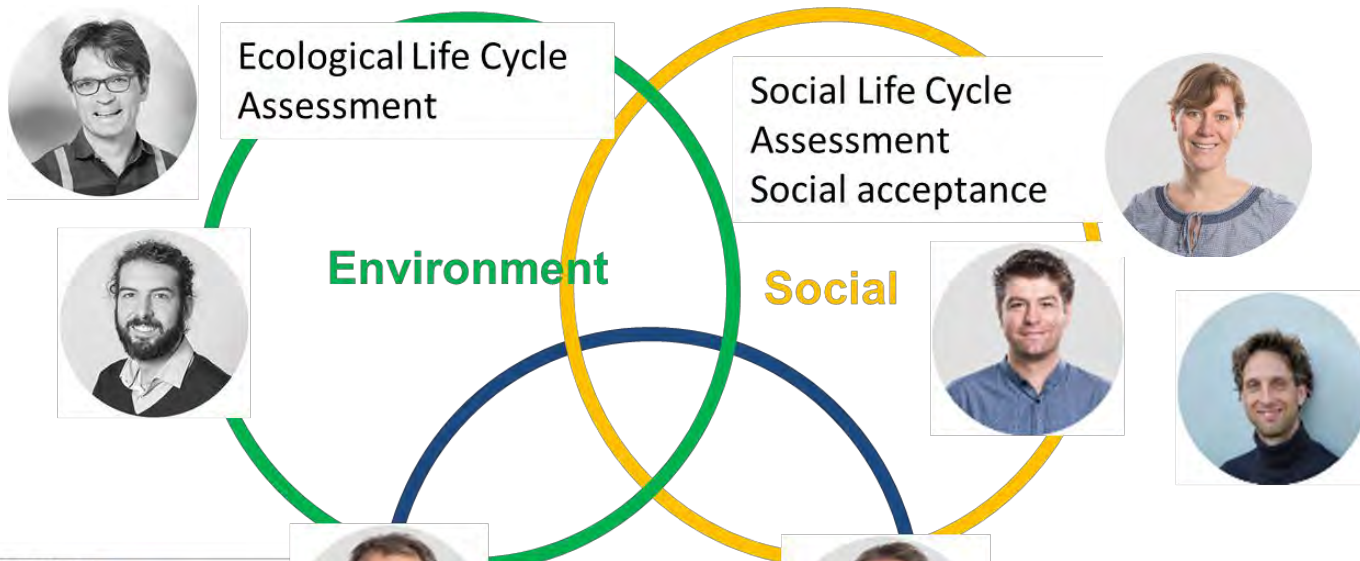 Ecological Life Cycle
Assessment
Social Life Cycle
Assessment
Social acceptance
Environment
Social